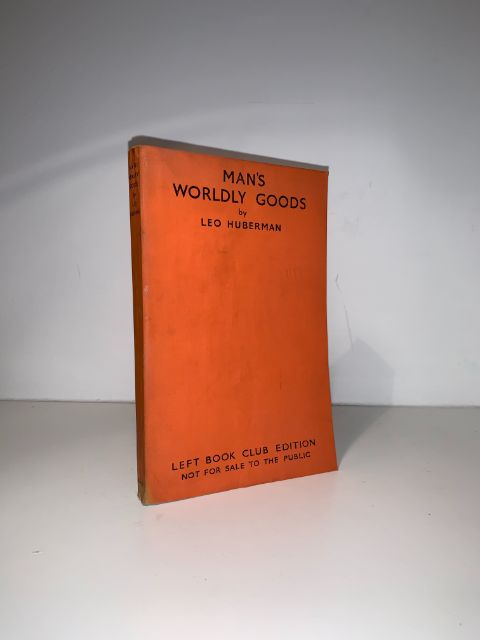 MAN'S
WORLDLY GOODS
by
LEO HUBERMAN
LEFT BOOK CLUB EDITION
NOT FOR SALE TO THE PUBLIC